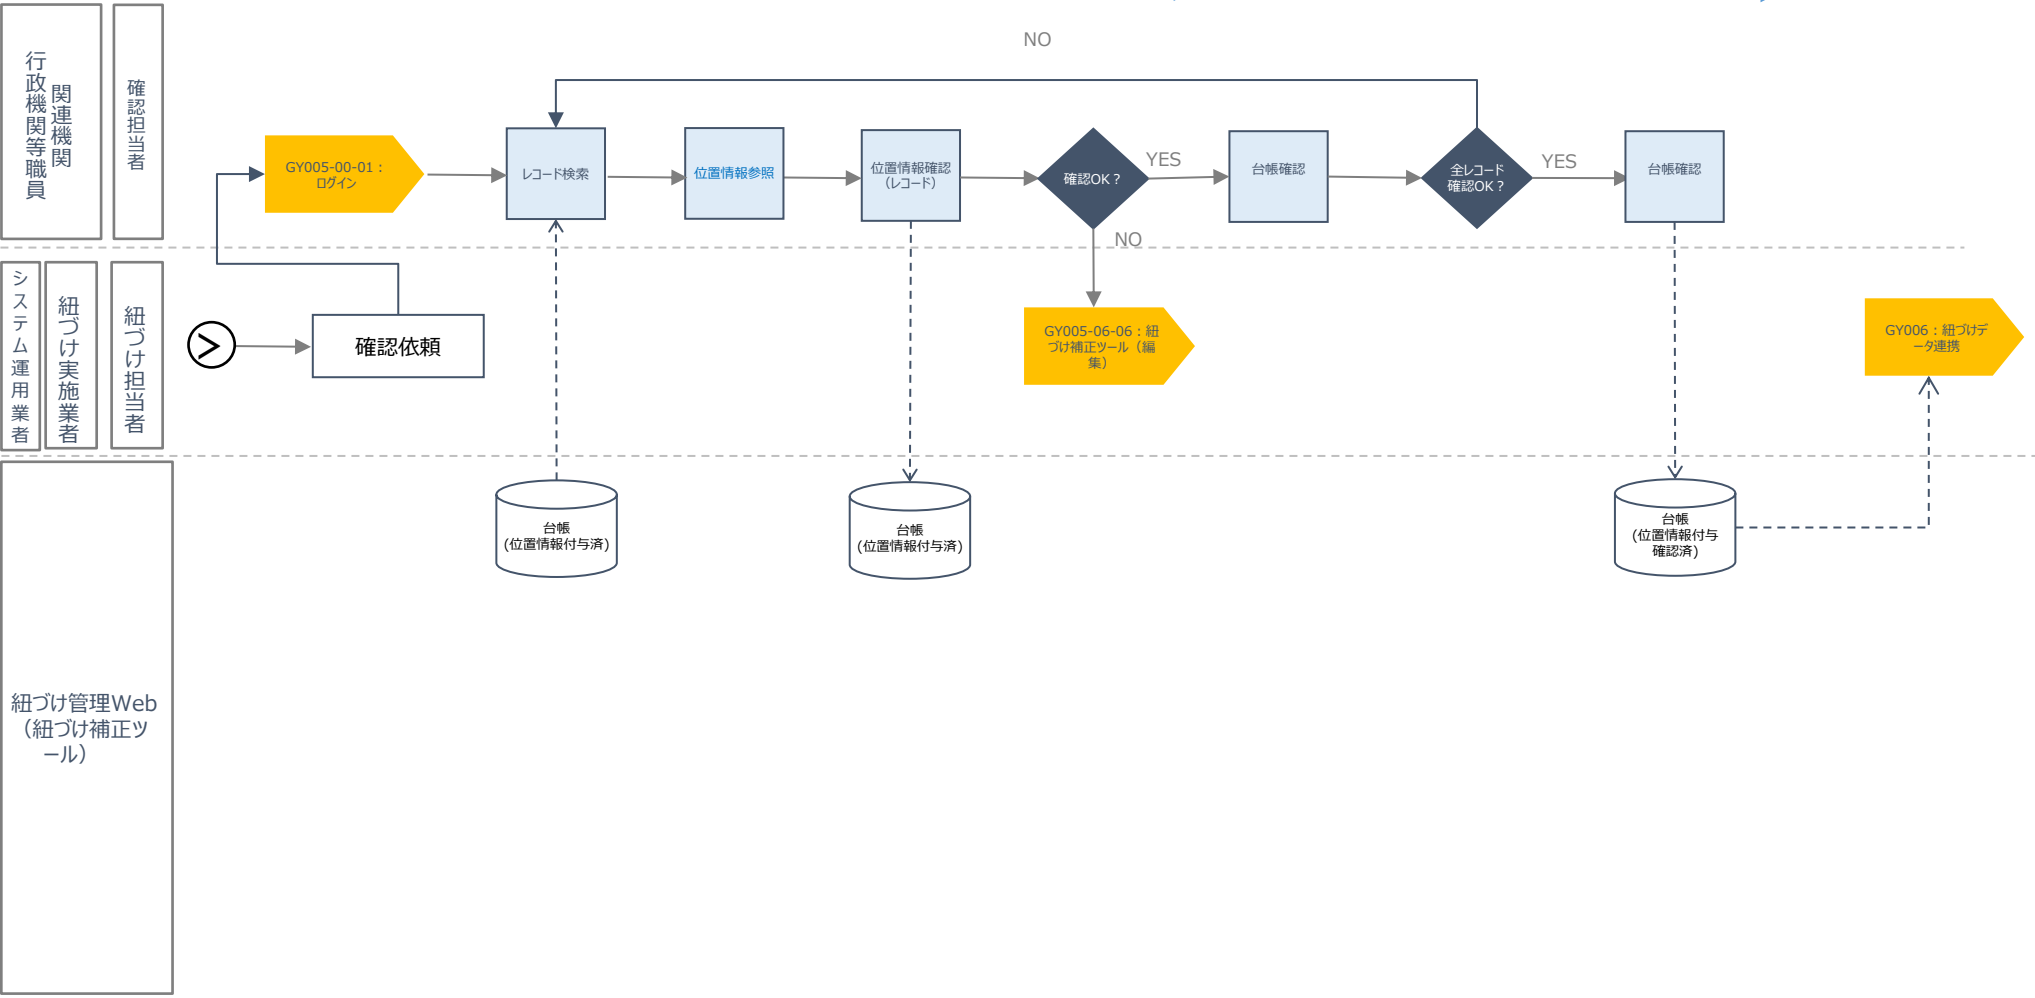 行政機関等職員
関連機関
確認担当者
NO
GY005-00-01：
ログイン
レコード検索
位置情報参照
位置情報確認
（レコード）
確認OK？
YES
NO
台帳確認
全レコード
確認OK？
YES
台帳確認
システム運用業者
紐づけ実施業者
紐づけ担当者
確認依頼
GY005-06-06：紐
づけ補正ツール（編
集）
GY006：紐づけデ
ータ連携
紐づけ管理Web
（紐づけ補正ツ
ール）
台帳
(位置情報付与済)
台帳
(位置情報付与済)
台帳
(位置情報付与
確認済)